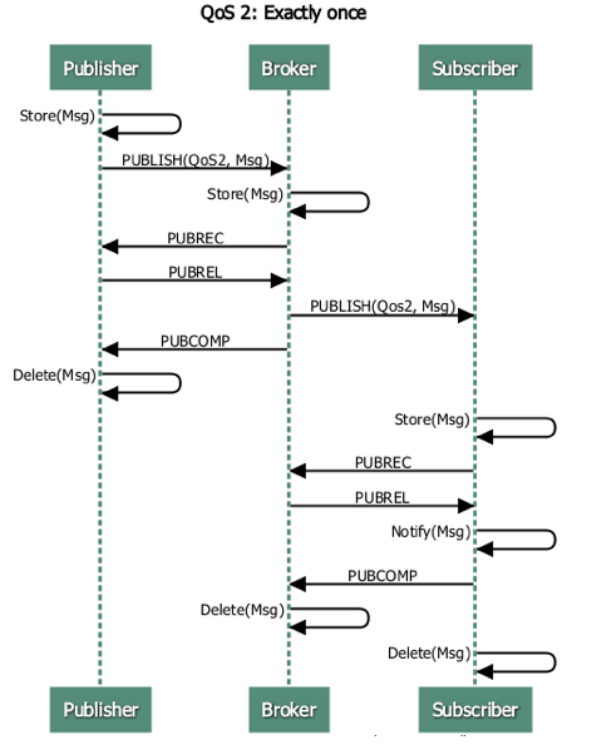 QoS 2: Exactly once
Publisher Broker Subscriber
Store(Msg)
PUBLISH(QoS2, Msg)
Store(Msg)
PUBREC
PUBREL
PUBLISH(Qos2, Msg)
PUBCOMP
Delete(Msg)
Store(Msg)
PUBREC
PUBREL
Notify(Msg)
PUBCOMP
Delete(Msg)
Delete(Msg)
Publisher Broker Subscriber